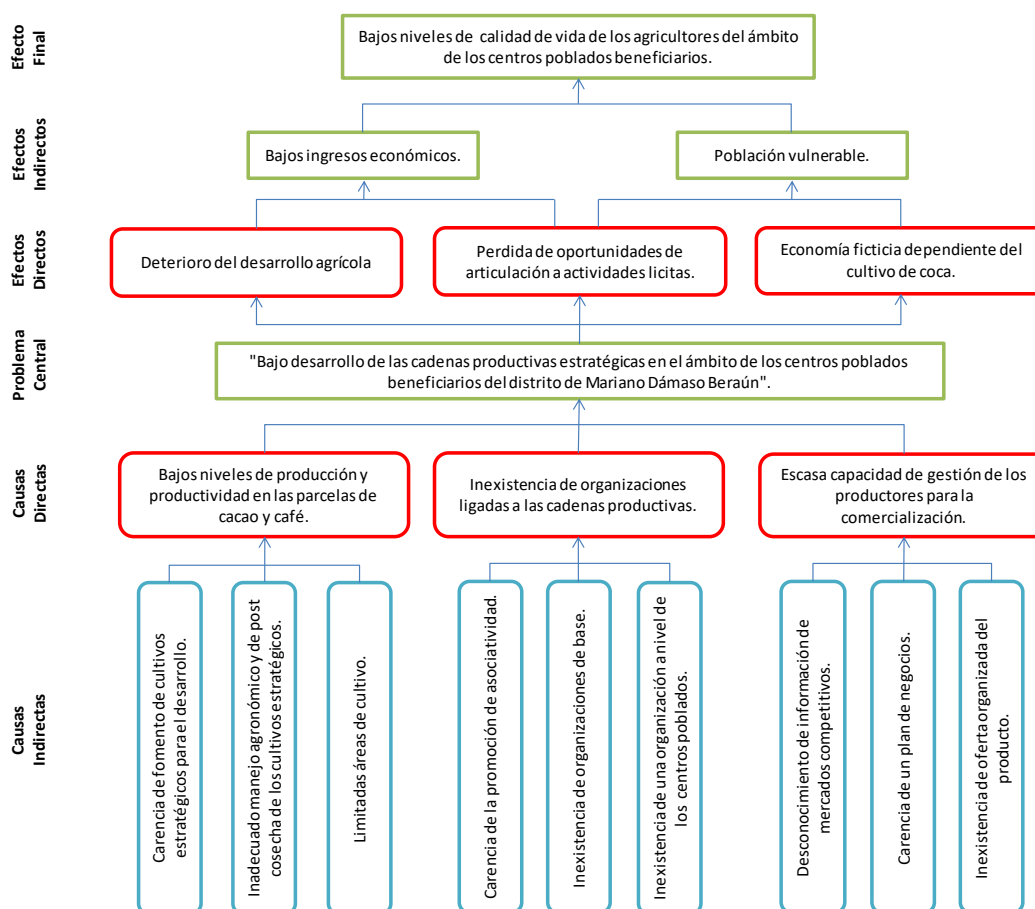 Efecto
Final
Bajos niveles de calidad de vida de los agricultores del ámbito
de los centros poblados beneficiarios.
Efectos
Indirectos
Bajos ingresos económicos.
Población vulnerable.
Efectos
Directos
Deterioro del desarrollo agrícola
Perdida de oportunidades de
articulación a actividades licitas.
Economía ficticia dependiente del
cultivo de coca.
Problema
Central
"Bajo desarrollo de las cadenas productivas estratégicas en el ámbito de los centros poblados
beneficiarios del distrito de Mariano Dámaso Beraún".
Causas
Directas
Bajos niveles de producción y
productividad en las parcelas de
cacao y café.
Inexistencia de organizaciones
ligadas a las cadenas productivas.
Escasa capacidad de gestión de los
productores para la
comercialización.
Causas
Indirectas
Carencia de fomento de cultivos
estratégicos para el desarrollo.
Inadecuado manejo agronómico y de post
cosecha de los cultivos estratégicos.
Limitadas áreas de cultivo.
Carencia de la promoción de asociatividad.
Inexistencia de organizaciones de base.
Inexistencia de una organización a nivel de
los centros poblados.
Desconocimiento de información de
mercados competitivos.
Carencia de un plan de negocios.
Inexistencia de oferta organizada del
producto.